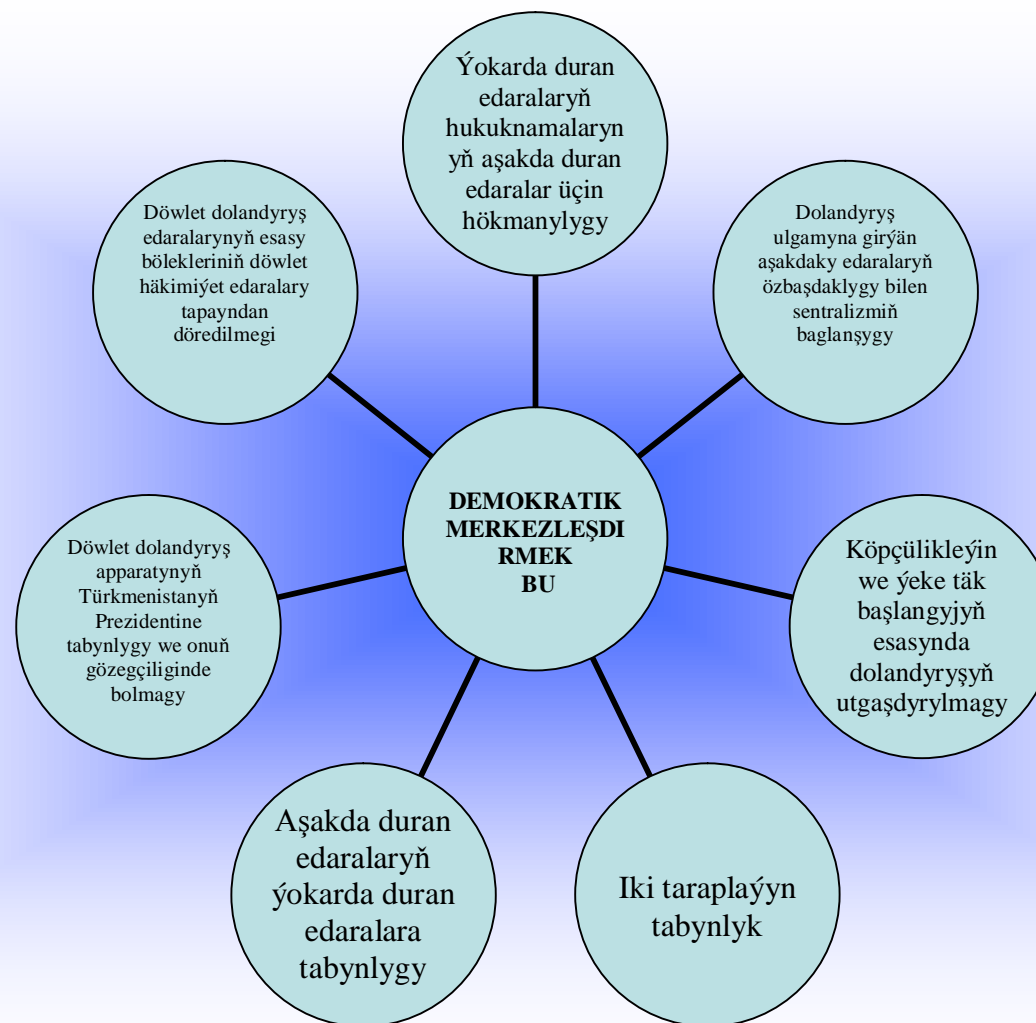 Ýokarda duran
edaralaryň
hukuknamalaryn
yň aşakda duran
edaralar üçin
hökmanylygy
Dolandyryş
ulgamyna girýän
aşakdaky edaralaryň
özbaşdaklygy bilen
sentralizmiň
baglanşygy
Köpçülikleýin
we ýeke täk
başlangyjyň
esasynda
dolandyryşyň
utgaşdyrylmagy
Iki taraplaýyn
tabynlyk
Aşakda duran
edaralaryň
ýokarda duran
edaralara
tabynlygy
Döwlet dolandyryş
apparatynyň
Türkmenistanyň
Prezidentine
tabynlygy we onuň
gözegçiliginde
bolmagy
Döwlet dolandyryş
edaralarynyň esasy
bölekleriniň döwlet
häkimiýet edaralary
tapayndan
döredilmegi
DEMOKRATIK
MERKEZLEŞDI
RMEK
BU